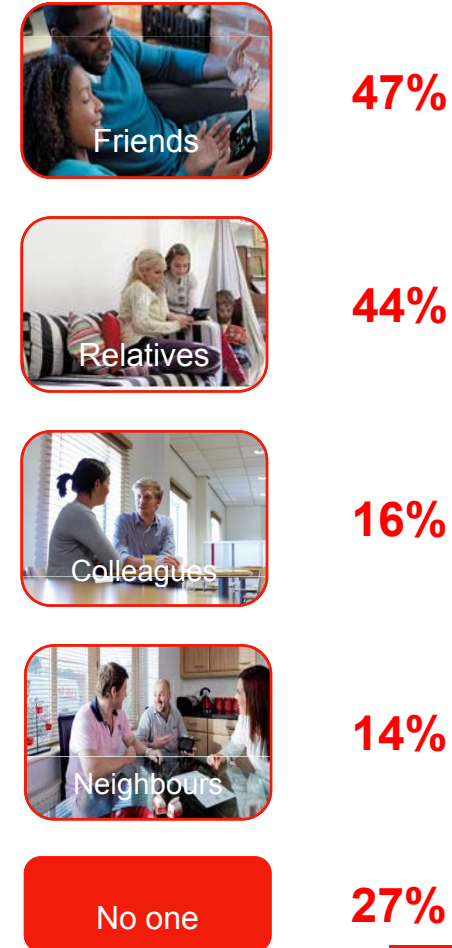 Friends
47%
Relatives
44%
Colleagues
16%
Neighbours
14%
No one
27%